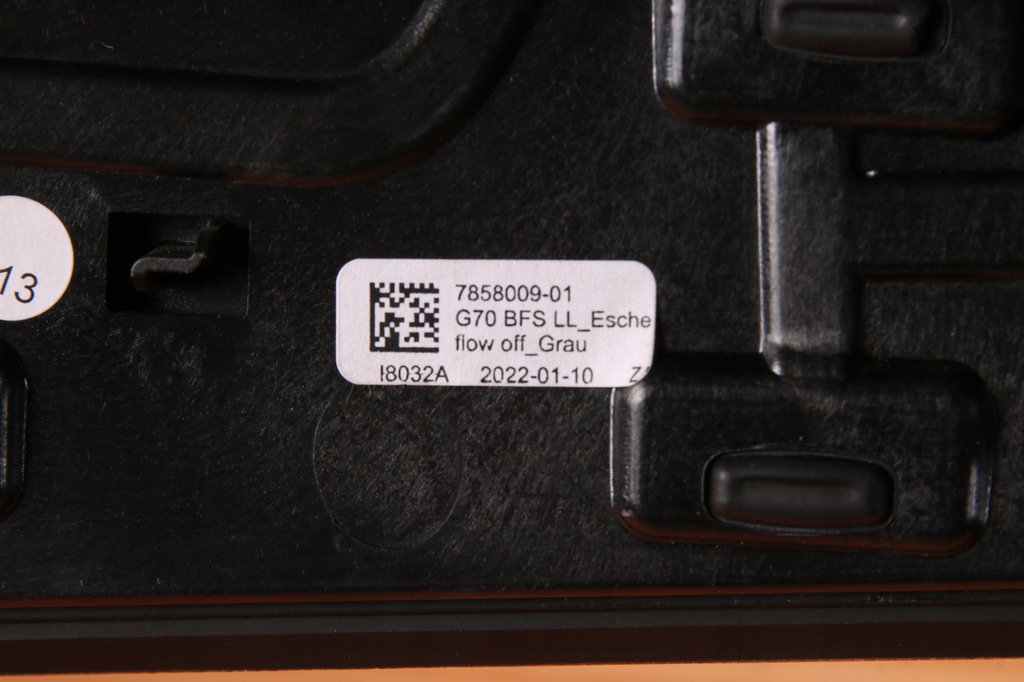 13
7858009-01
G70 BFS LL_Esche
flow off_Grau
I8032A 2022-01-10